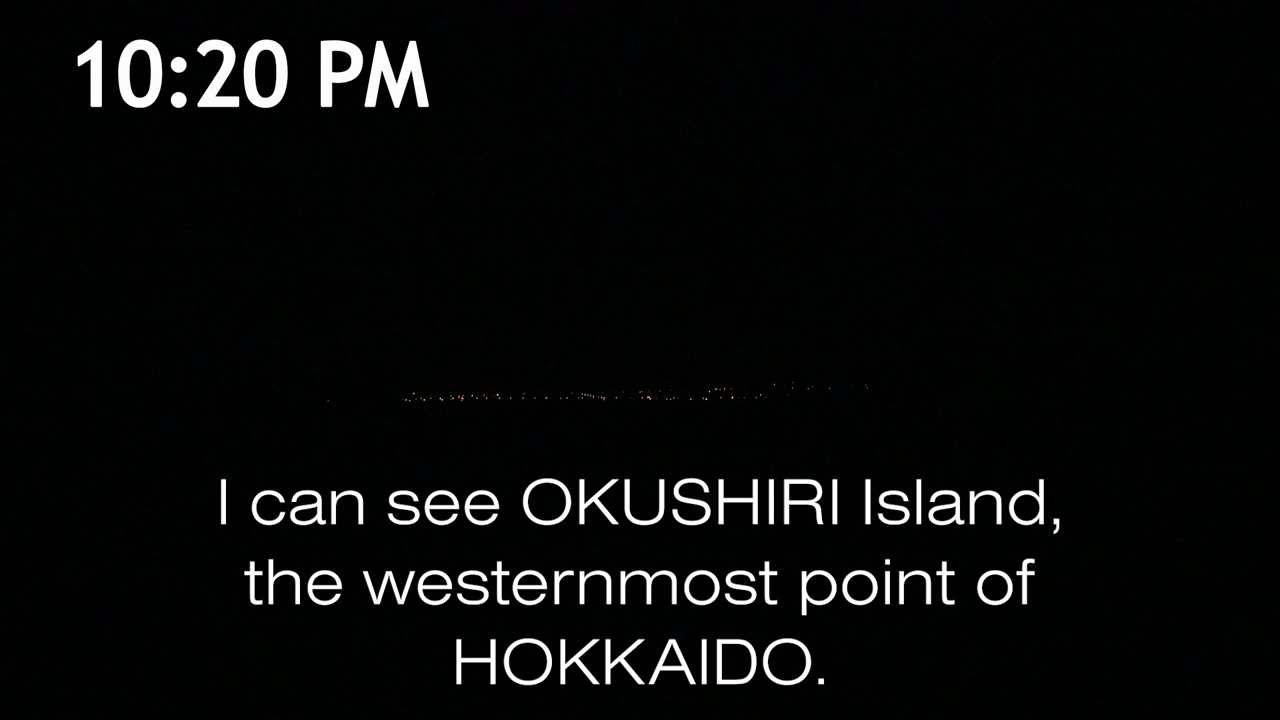 10:20 PM
I can see OKUSHIRI Island,
the westernmost point of
HOKKAIDO.